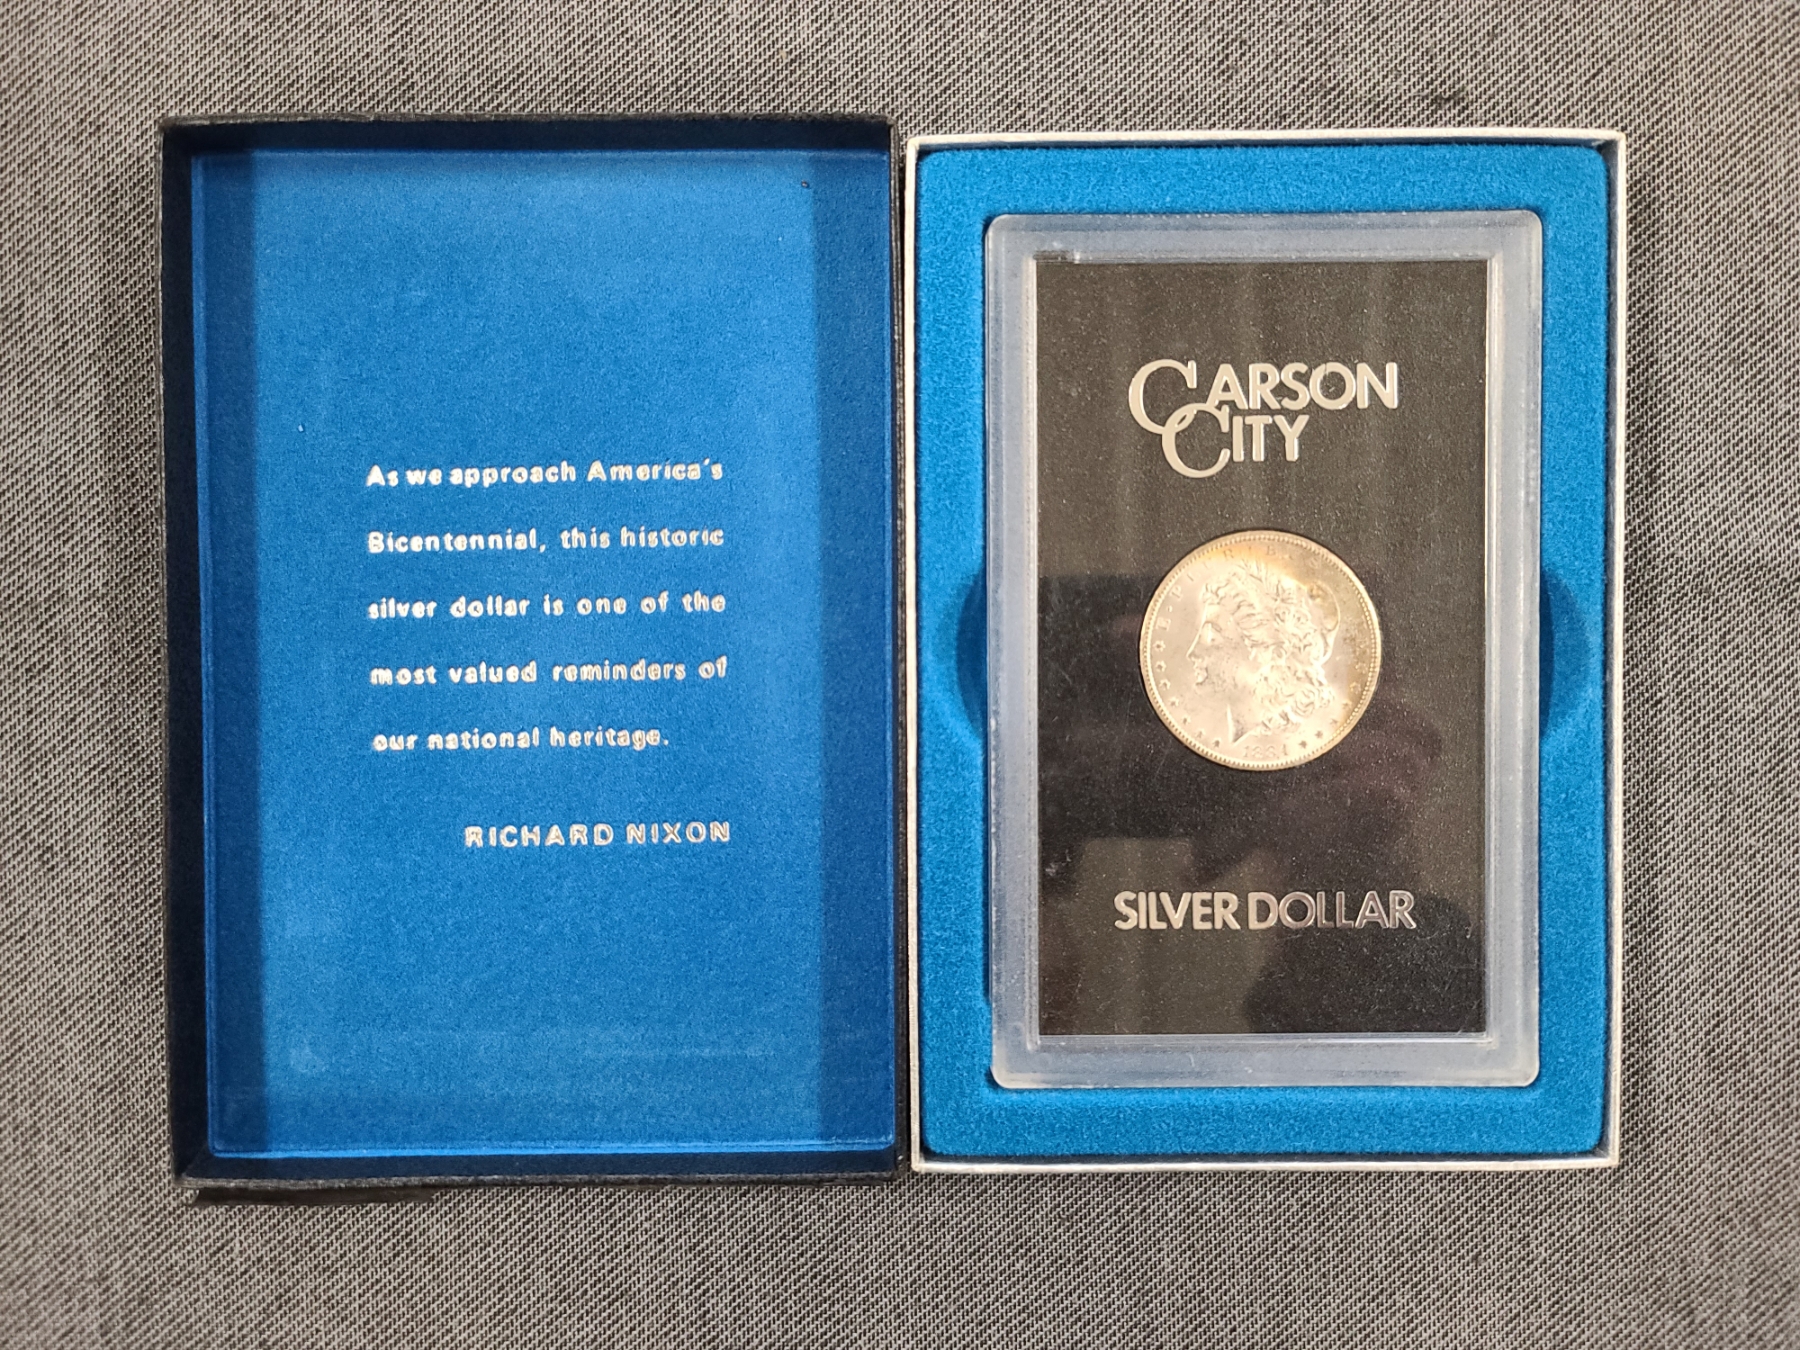 As we approach America's
Bicentennial, this historic
silver dollar is one of the
most valued reminders of
our national heritage.
RICHARD NIXON
CARSON
CITY
SILVER DOLLAR